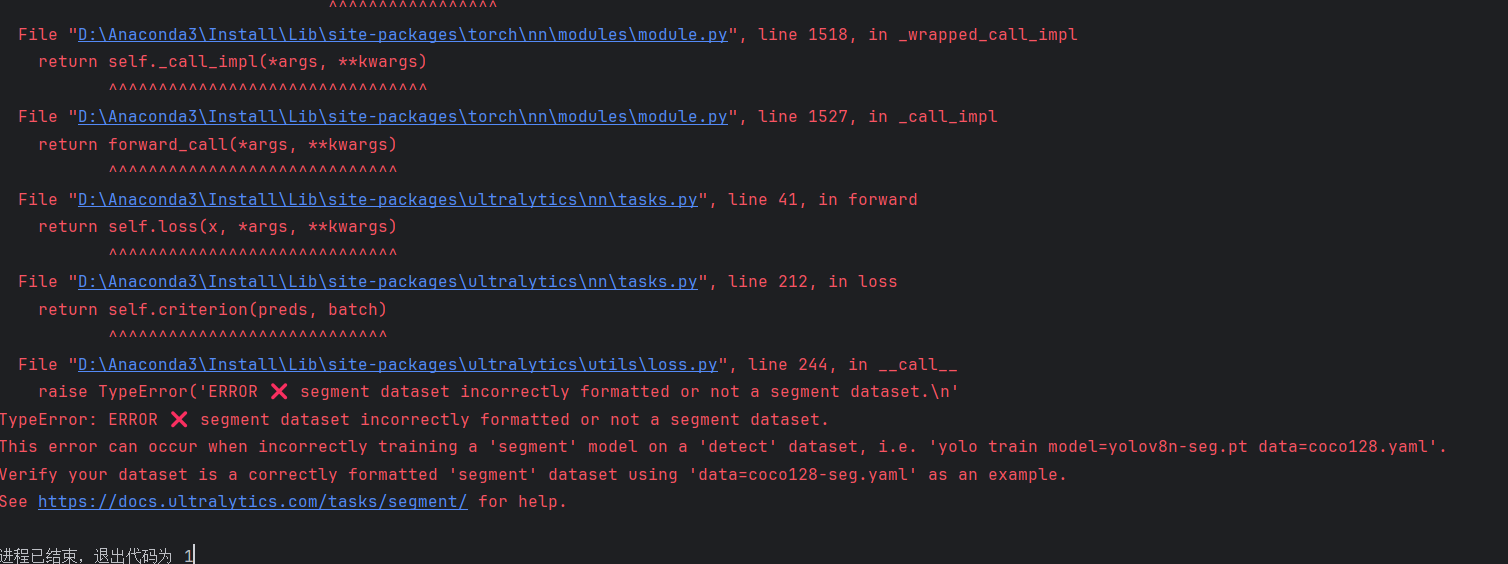 ^^^^^^^^^^^^^^^^^
File "D:\Anaconda3\Install\Lib\site-packages\torch\nn\modules\module.py", line 1518, in _wrapped_call_impl
return self._call_impl(*args, **kwargs)
^^^^^^^^^^^^^^^^^^^^^^^^^^^^^^^^
File "D:\Anaconda3\Install\Lib\site-packages\torch\nn\modules\module.py", line 1527, in _call_impl
return forward_call(*args, **kwargs)
^^^^^^^^^^^^^^^^^^^^^^^^^^^^^
File "D:\Anaconda3\Install\Lib\site-packages\ultralytics\nn\tasks.py", line 41, in forward
return self.loss(x, *args, **kwargs)
^^^^^^^^^^^^^^^^^^^^^^^^^^^^^
File "D:\Anaconda3\Install\Lib\site-packages\ultralytics\nn\tasks.py", line 212, in loss
return self.criterion(preds, batch)
^^^^^^^^^^^^^^^^^^^^^^^^^^^^
File "D:\Anaconda3\Install\Lib\site-packages\ultralytics\utils\loss.py", line 244, in __call__
raise TypeError('ERROR ❌ segment dataset incorrectly formatted or not a segment dataset.\n'
TypeError: ERROR ❌ segment dataset incorrectly formatted or not a segment dataset.
This error can occur when incorrectly training a 'segment' model on a 'detect' dataset, i.e. 'yolo train model=yolov8n-seg.pt data=coco128.yaml'.
Verify your dataset is a correctly formatted 'segment' dataset using 'data=coco128-seg.yaml' as an example.
See https://docs.ultralytics.com/tasks/segment/ for help.
进程已结束，退出代码为 1